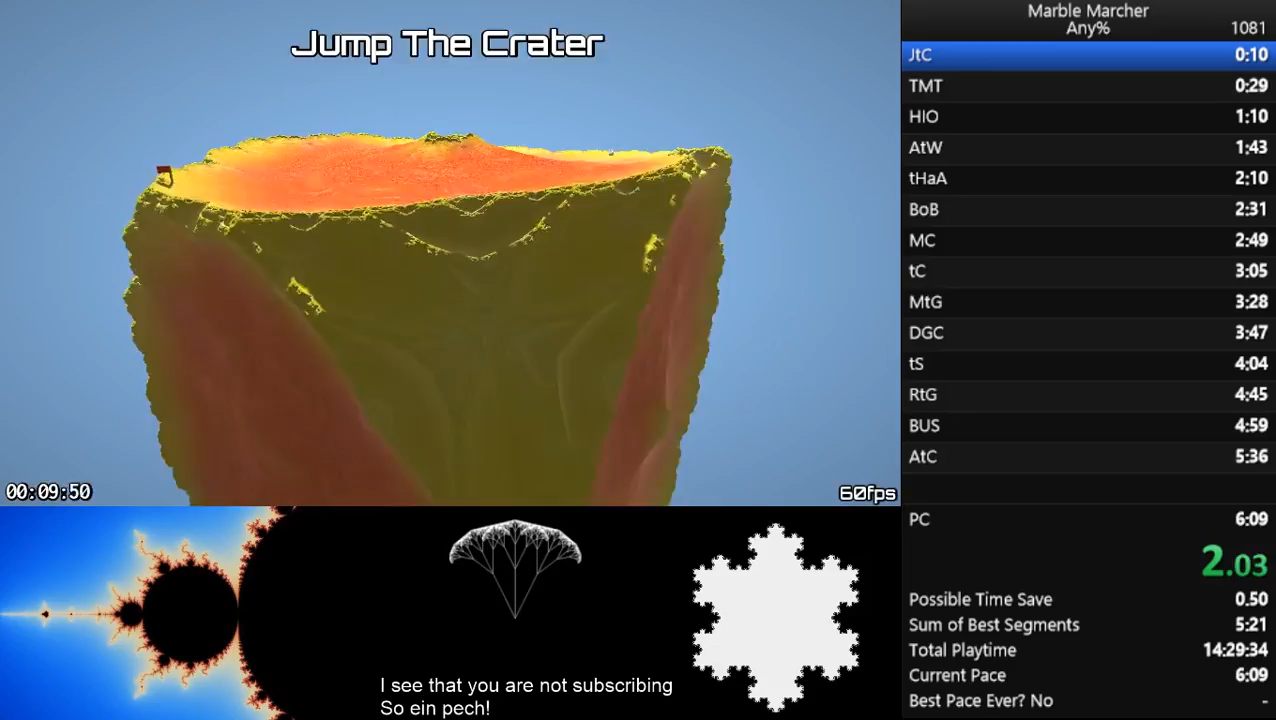 Jump The Crater
00:09:50
60fps
I see that you are not subscribing
So ein pech!
Marble Marcher
Any% 1081
JtC 0:10
TMT 0:29
HIO 1:10
AtW 1:43
tHaA 2:10
BoB 2:31
MC 2:49
tC 3:05
MtG 3:28
DGC 3:47
tS 4:04
RtG 4:45
BUS 4:59
AtC 5:36
PC 6:09
2.03
Possible Time Save 0.50
Sum of Best Segments 5:21
Total Playtime 14:29:34
Current Pace 6:09
Best Pace Ever? No -